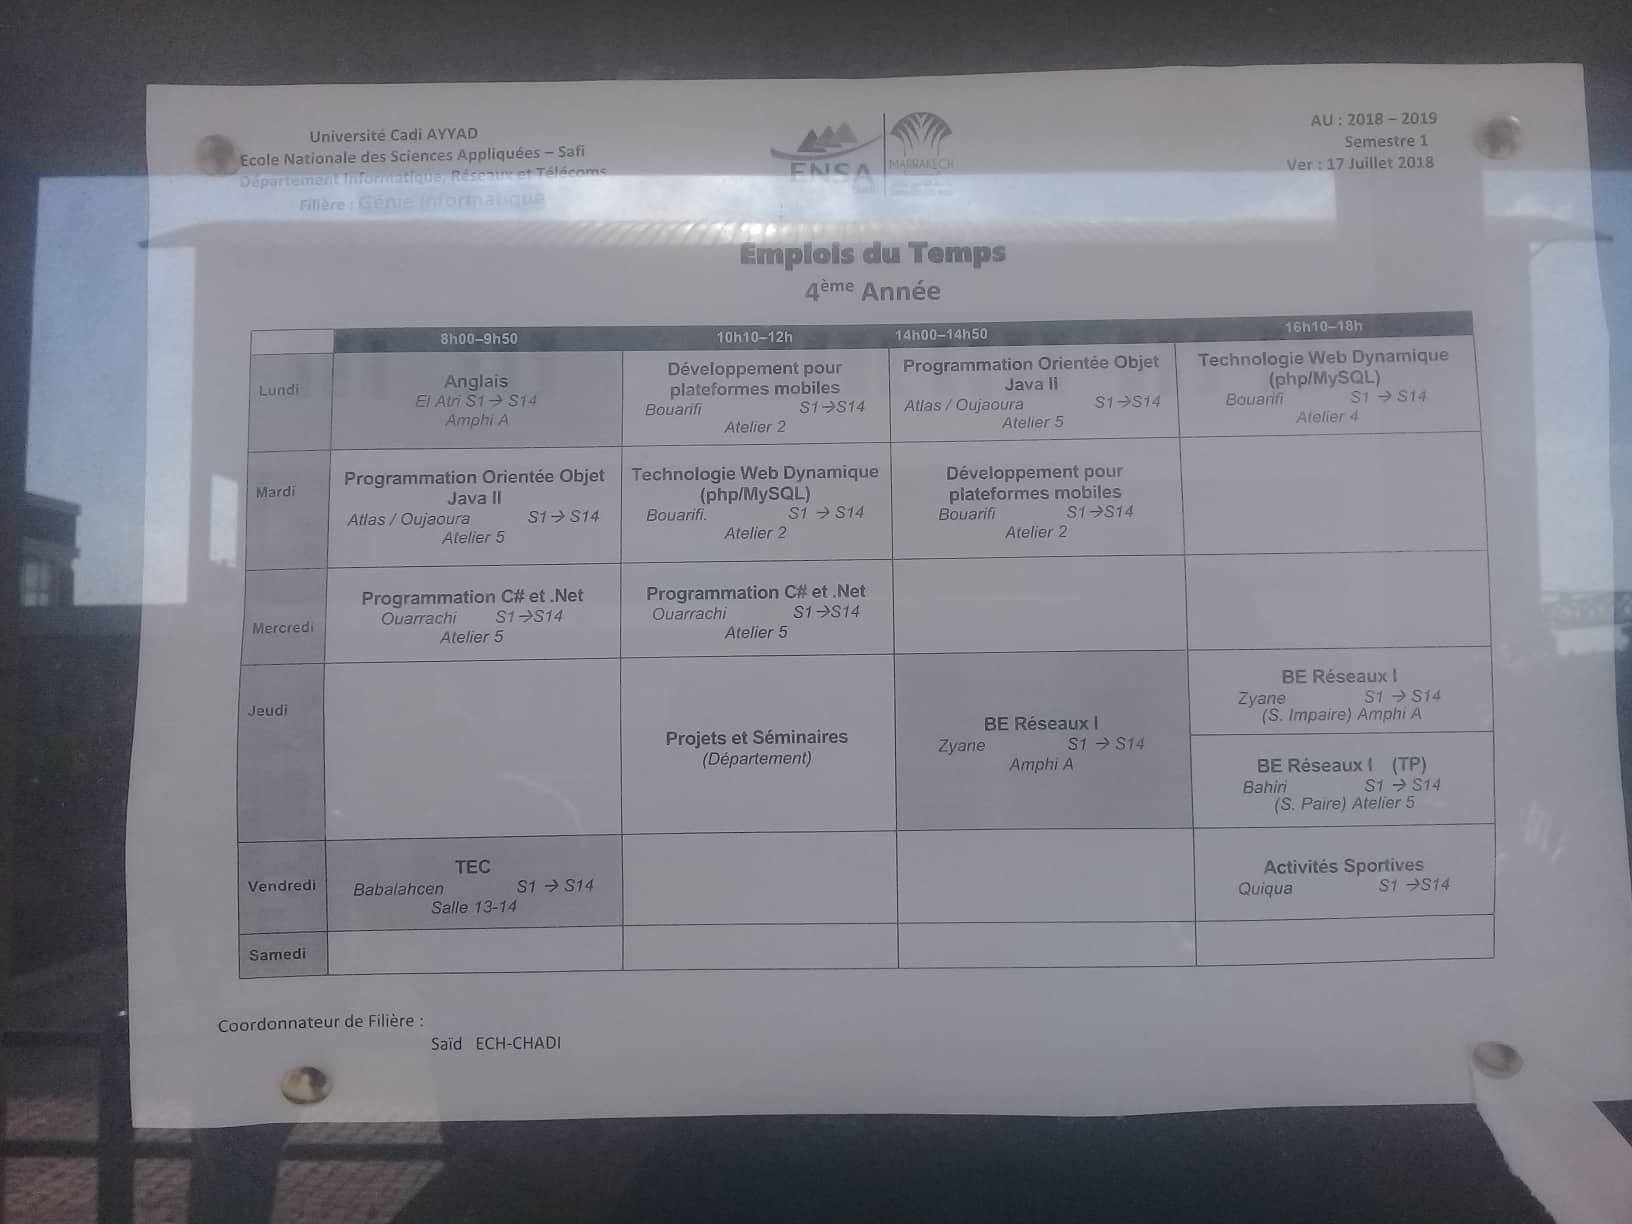 Université Cadi AYYAD
Ecole Nationale des Sciences Appliquées – Safi
Département Informatique, Réseaux et Télécoms
Filière : Génie Informatique
ENSA
MARRAKECH
AU : 2018 – 2019
Semestre 1
Ver : 17 Juillet 2018
Emplois du Temps
4ème Année
8h00–9h50 10h10–12h 14h00–14h50 16h10–18h
Lundi
Anglais
El Atri S1 → S14
Amphi A
Développement pour
plateformes mobiles
Bouarifi S1→S14
Atelier 2
Programmation Orientée Objet
Java II
Atlas / Oujaoura S1→S14
Atelier 5
Technologie Web Dynamique
(php/MySQL)
Bouarifi S1 → S14
Atelier 4
Mardi
Programmation Orientée Objet
Java II
Atlas / Oujaoura S1→ S14
Atelier 5
Technologie Web Dynamique
(php/MySQL)
Bouarifi. S1 → S14
Atelier 2
Développement pour
plateformes mobiles
Bouarifi S1→S14
Atelier 2
Mercredi
Programmation C# et .Net
Ouarrachi S1→S14
Atelier 5
Programmation C# et .Net
Ouarrachi S1→S14
Atelier 5
Jeudi
Projets et Séminaires
(Département)
BE Réseaux I
Zyane S1 → S14
Amphi A
BE Réseaux I
Zyane S1 → S14
(S. Impaire) Amphi A
BE Réseaux I (TP)
Bahiri S1 → S14
(S. Paire) Atelier 5
Vendredi
TEC
Babalahcen S1 → S14
Salle 13-14
Activités Sportives
Quiqua S1 →S14
Samedi
Coordonnateur de Filière :
Saïd ECH-CHADI